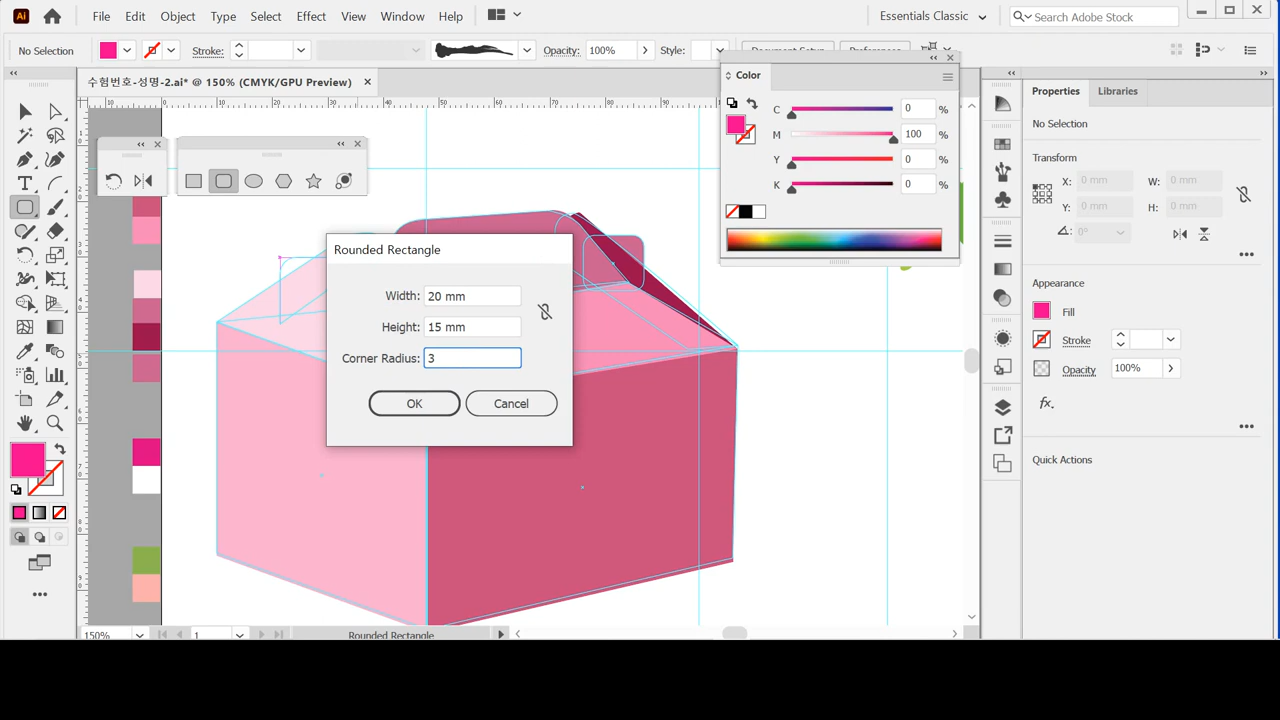 Ai
File Edit Object Type Select Effect View Window Help
Essentials Classic
Search Adobe Stock
No Selection
Stroke:
Opacity: 100%
Style:
Document Setup
Preferences
수험번호-성명-2.ai* @ 150% (CMYK/GPU Preview)
Color
C 0 %
M 100 %
Y 0 %
K 0 %
Properties Libraries
No Selection
Transform
X: 0 mm W: 0 mm
Y: 0 mm H: 0 mm
0°
Appearance
Fill
Stroke
Opacity 100%
fx
Quick Actions
Rounded Rectangle
Width: 20 mm
Height: 15 mm
Corner Radius: 3
OK Cancel
150% 1 Rounded Rectangle